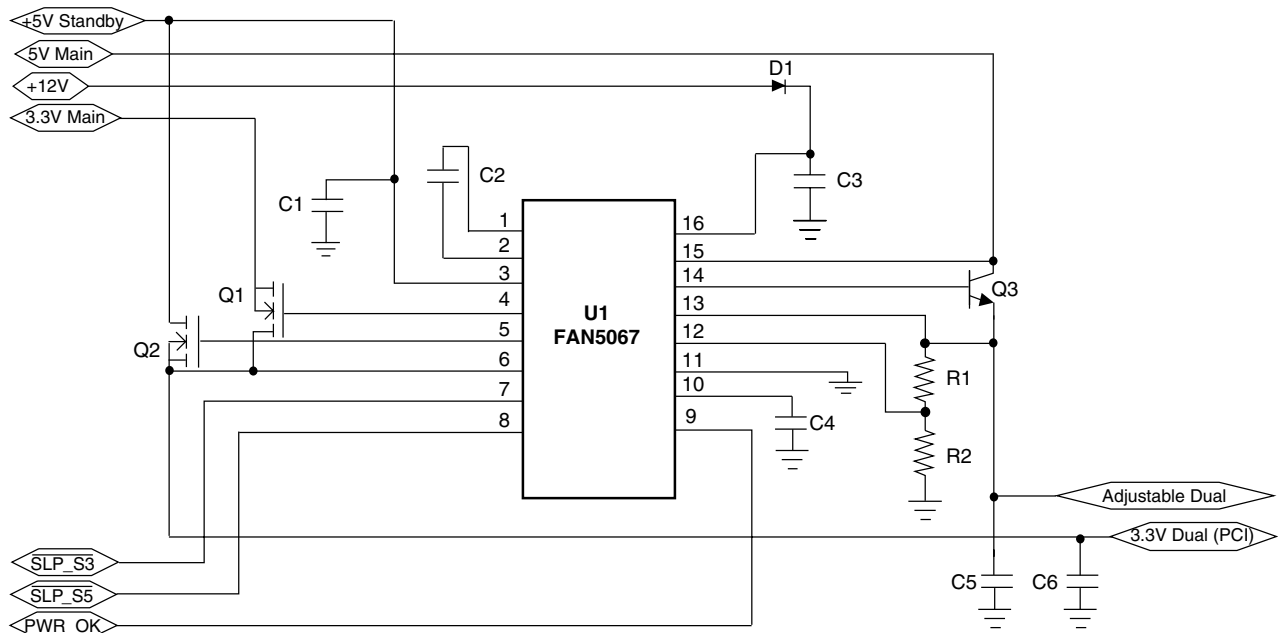 +5V Standby
5V Main
+12V
3.3V Main
D1
C2
C3
C1
1
2
3
4
5
6
7
8
16
15
14
13
12
11
10
9
U1
FAN5067
Q1
Q2
Q3
R1
R2
C4
Adjustable Dual
3.3V Dual (PCI)
C5
C6
SLP_S3
SLP_S5
PWR_OK